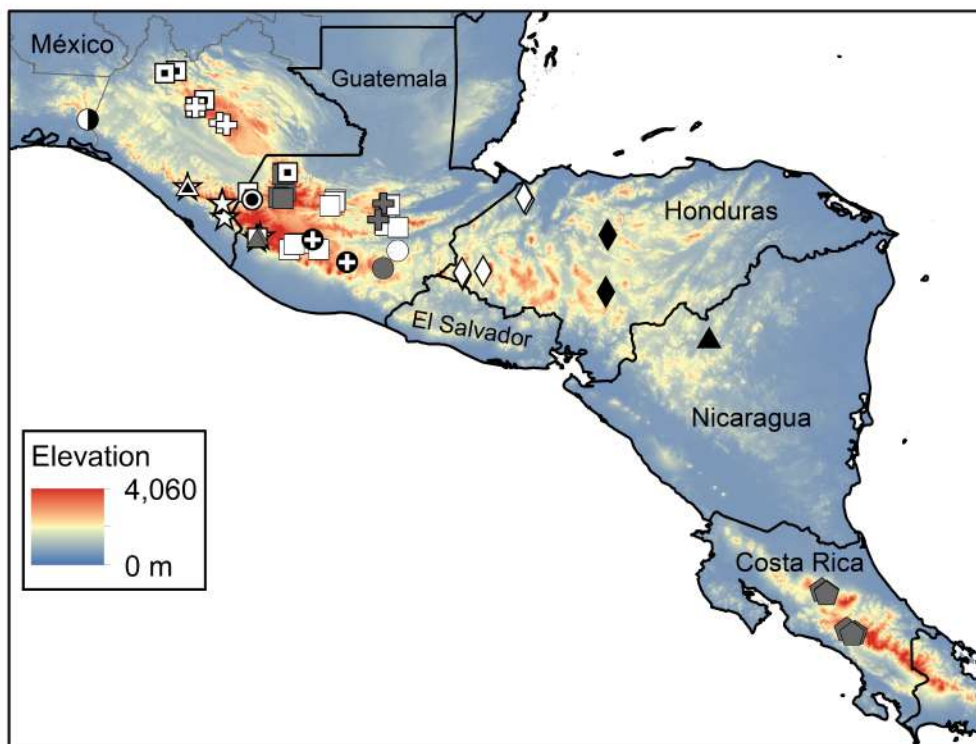 México
Guatemala
Honduras
El Salvador
Nicaragua
Elevation
4,060
0 m
Costa Rica